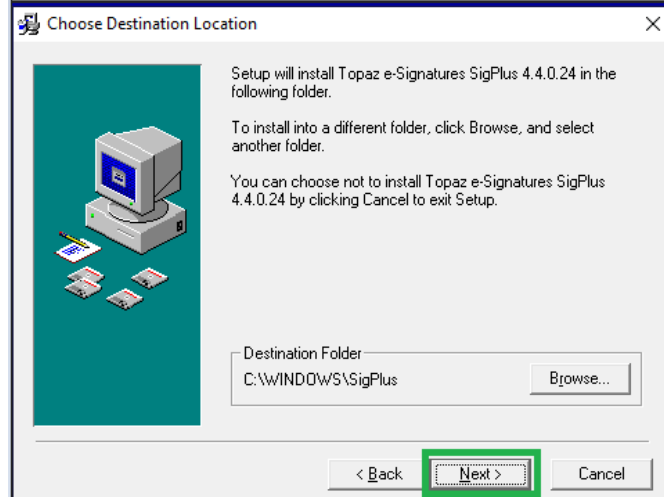 Choose Destination Location
Setup will install Topaz e-Signatures SigPlus 4.4.0.24 in the
following folder.
To install into a different folder, click Browse, and select
another folder.
You can choose not to install Topaz e-Signatures SigPlus
4.4.0.24 by clicking Cancel to exit Setup.
Destination Folder
C:\WINDOWS\SigPlus
Browse...
< Back
Next >
Cancel